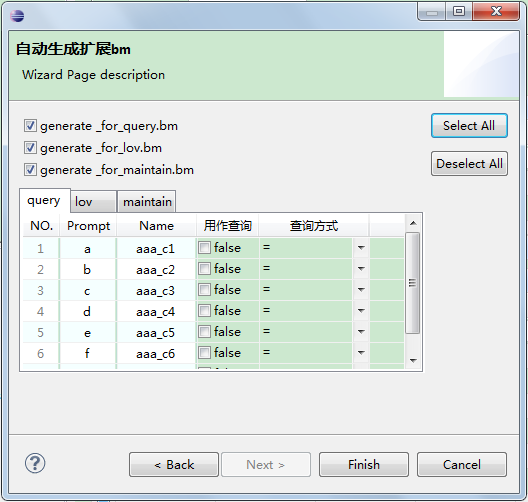 自动生成扩展bm
Wizard Page description
generate _for_query.bm
generate _for_lov.bm
generate _for_maintain.bm
Select All
Deselect All
query lov maintain
NO. Prompt Name 用作查询 查询方式
1 a aaa_c1 false =
2 b aaa_c2 false =
3 c aaa_c3 false =
4 d aaa_c4 false =
5 e aaa_c5 false =
6 f aaa_c6 false =
< Back Next > Finish Cancel